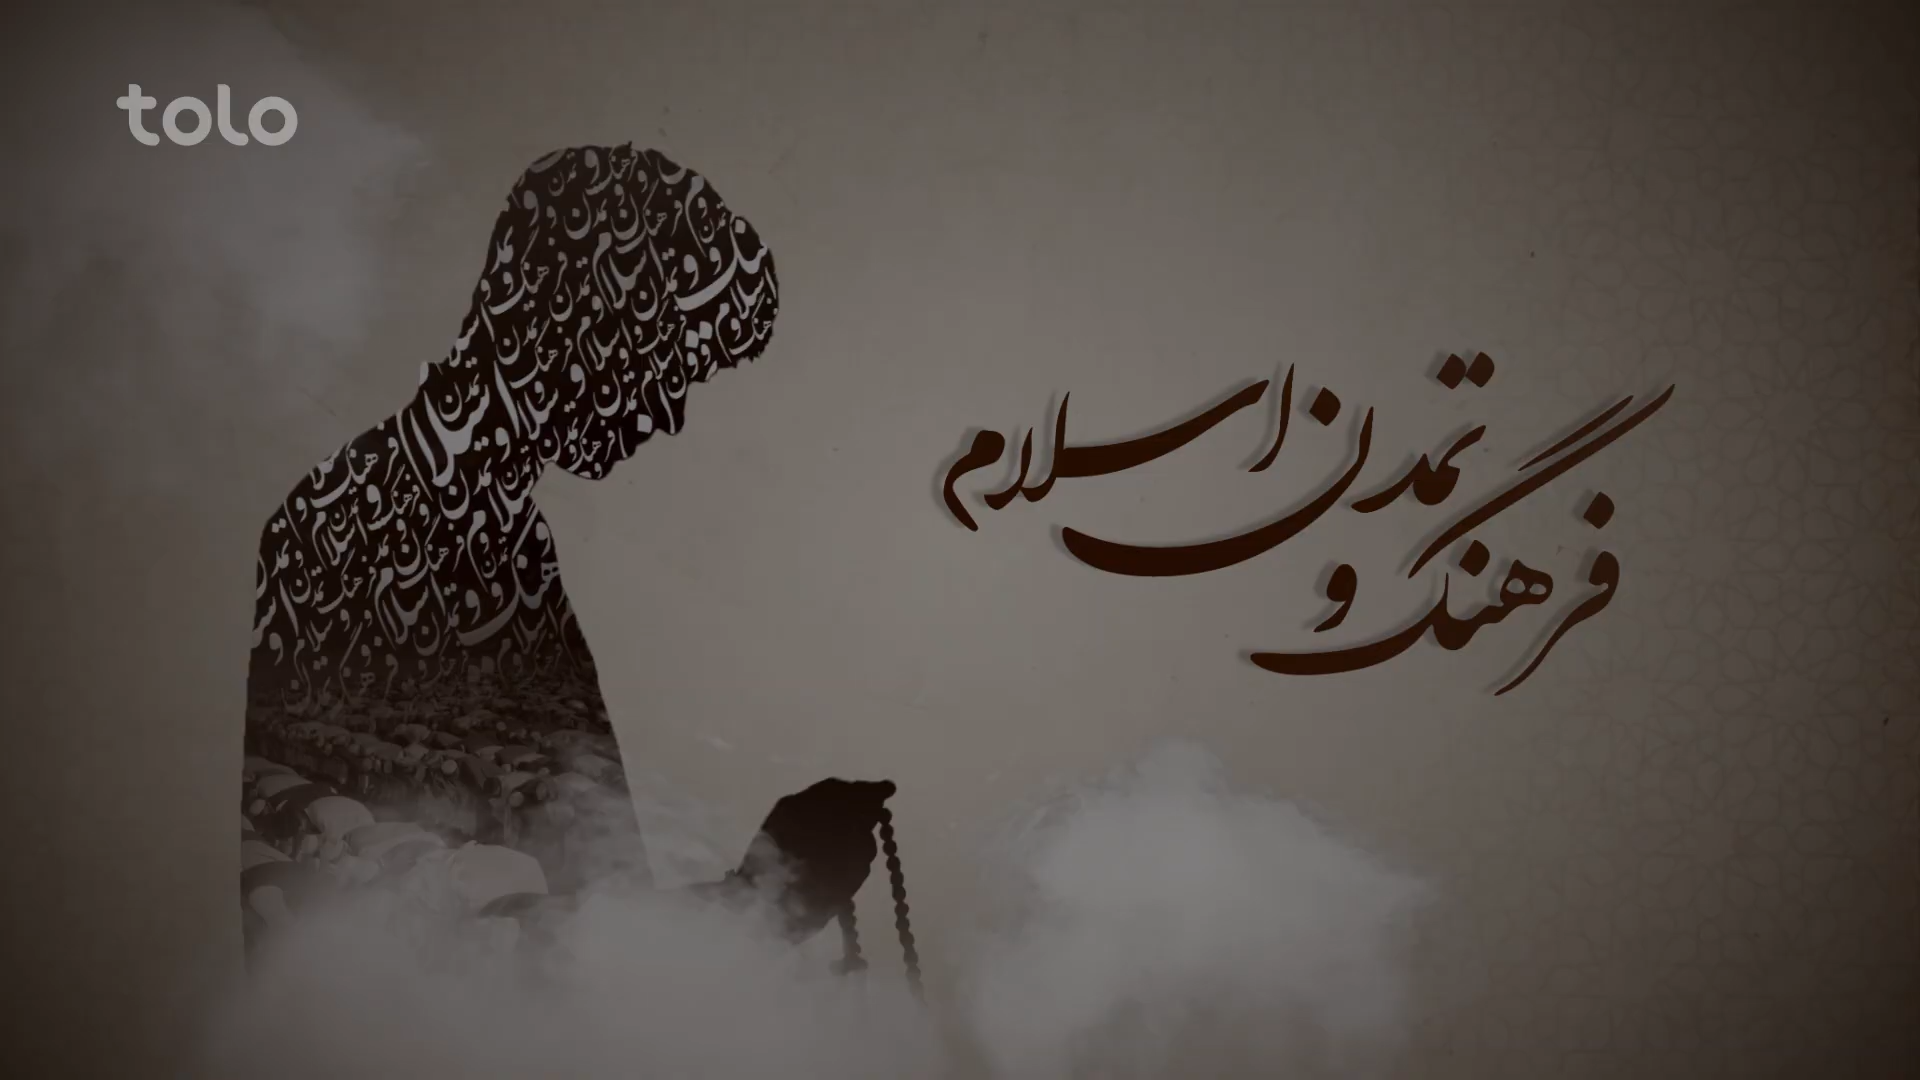 tolo
فرهنگ و
تمدن اسلام